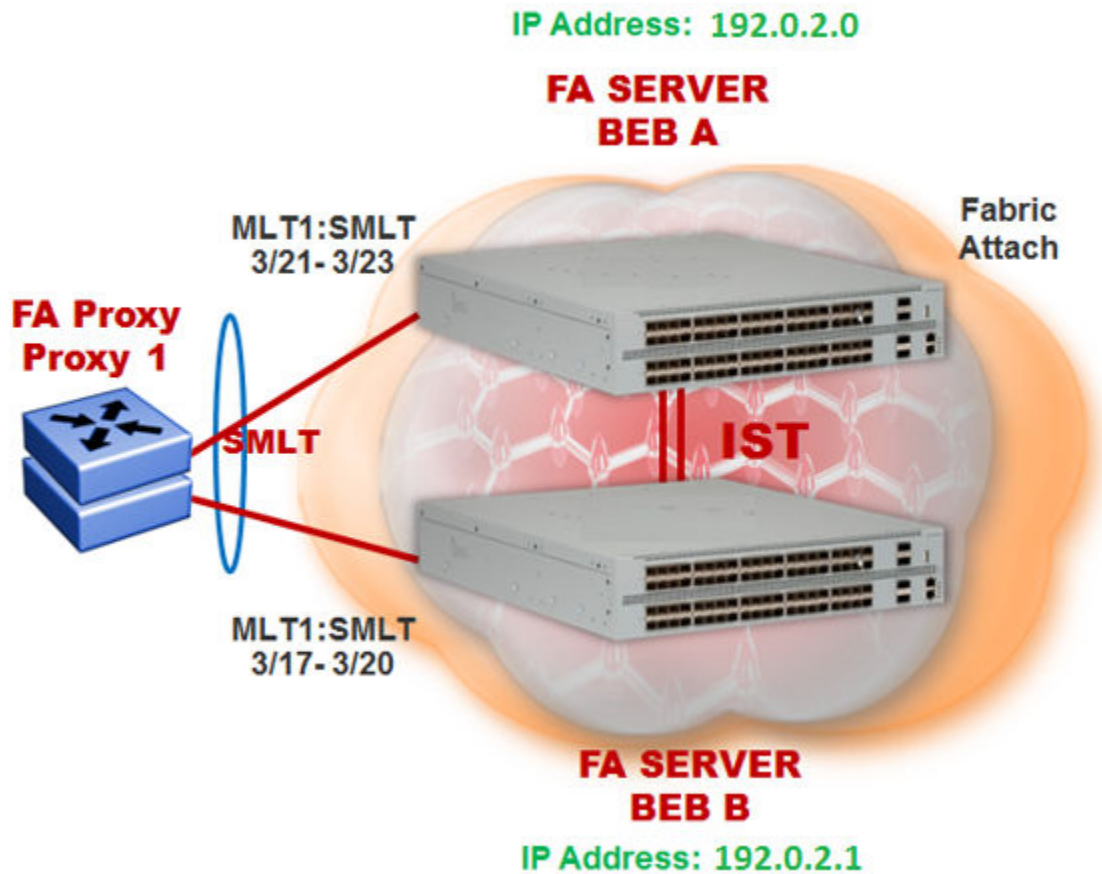 IP Address: 192.0.2.0
FA SERVER
BEB A
MLT1:SMLT
3/21- 3/23
Fabric
Attach
FA Proxy
Proxy 1
SMLT
IST
MLT1:SMLT
3/17- 3/20
FA SERVER
BEB B
IP Address: 192.0.2.1